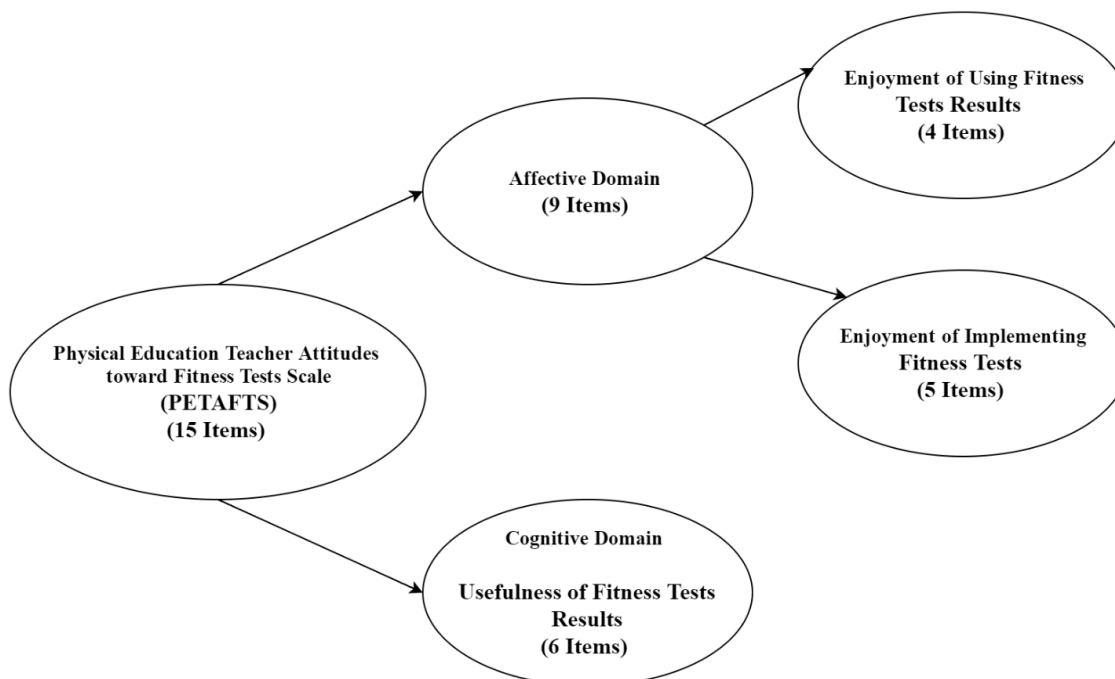 Enjoyment of Using Fitness
Tests Results
(4 Items)
Affective Domain
(9 Items)
Enjoyment of Implementing
Fitness Tests
(5 Items)
Physical Education Teacher Attitudes
toward Fitness Tests Scale
(PETAFTS)
(15 Items)
Cognitive Domain
Usefulness of Fitness Tests
Results
(6 Items)